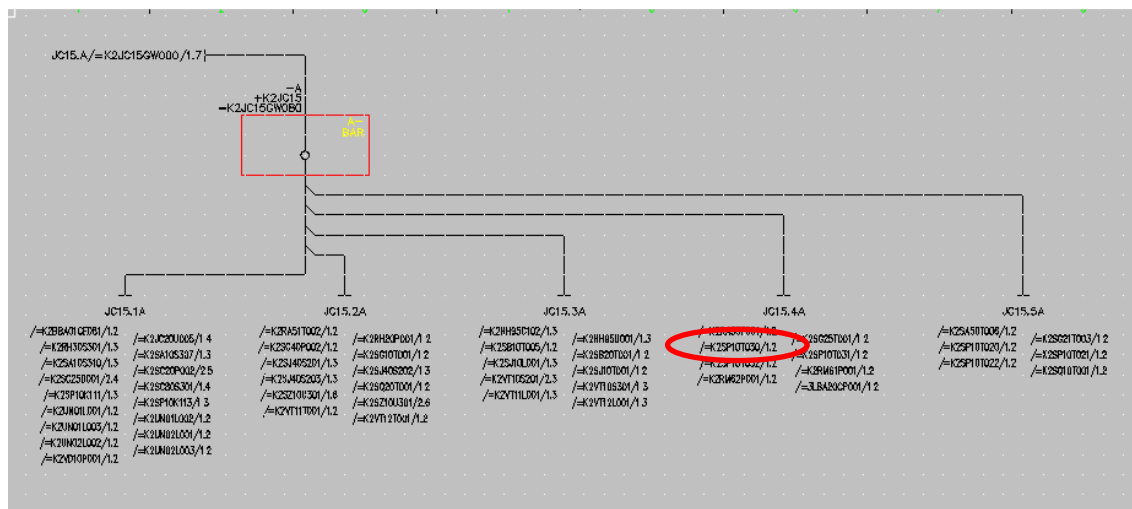 JC15.A/=K2JC15GW080/1.7
-A
+K2JC15
-K2JC15GW080
A-
BAR
JC15.1A
/=K2BBA01GF081/1.2
/=K2RH30S301/1.3
/=K2SA10S310/1.3
/=K2SC25D001/2.4
/=K2SP10K111/1.3
/=K2UN01L001/1.2
/=K2UN01L003/1.2
/=K2UN02L002/1.2
/=K2VD10P001/1.2
/=K2JC20U005/1.4
/=K2SA10S307/1.3
/=K2SC20P002/2.5
/=K2SC80S301/1.4
/=K2SP10K113/1.3
/=K2UN01L002/1.2
/=K2UN02L001/1.2
/=K2UN02L003/1.2
JC15.2A
/=K2RA51T002/1.2
/=K2SC40P002/1.2
/=K2SJ40S201/1.3
/=K2SJ40S203/1.3
/=K2SZ10U301/1.6
/=K2VT11T001/1.2
/=K2RH20P001/1.2
/=K2SG10T001/1.2
/=K2SJ40S202/1.3
/=K2SQ20T001/1.2
/=K2SZ10U301/2.6
/=K2VT12T001/1.2
JC15.3A
/=K2HH95C102/1.3
/=K2SB10T005/1.2
/=K2SJ10L001/1.3
/=K2VT10S201/2.3
/=K2VT11L001/1.3
/=K2HH95U001/1.3
/=K2SB20T001/1.2
/=K2SJ10T001/1.2
/=K2VT10S301/1.3
/=K2VT12L001/1.3
JC15.4A
/=K2SP10T030/1.2
/=K2SP10T032/1.2
/=K2RM62P001/1.2
/=K2SG25T001/1.2
/=K2SP10T031/1.2
/=K2RM61P001/1.2
/=3LBA20CP001/1.2
JC15.5A
/=K2SA50T006/1.2
/=K2SP10T020/1.2
/=K2SP10T022/1.2
/=K2SG21T003/1.2
/=K2SP10T021/1.2
/=K2SQ10T001/1.2